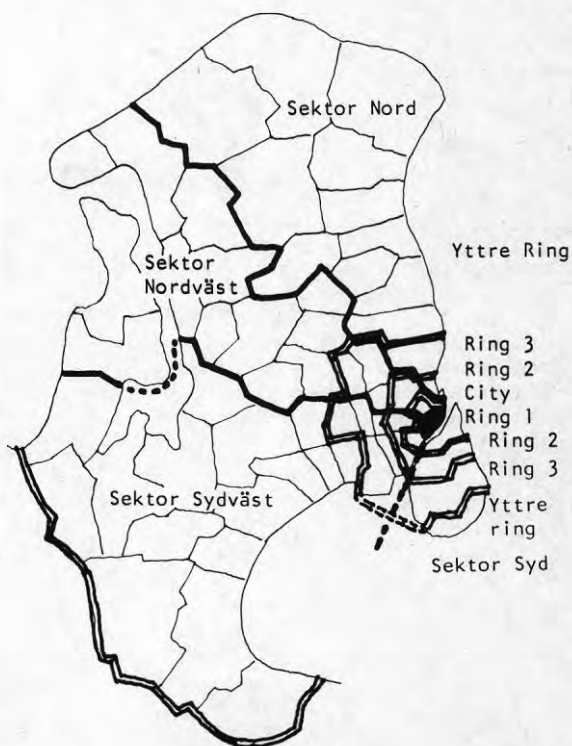 Sektor Nord
Yttre Ring
Sektor
Nordväst
Ring 3
Ring 2
City
Ring 1
Ring 2
Ring 3
Sektor Sydväst
Yttre
ring
Sektor Syd